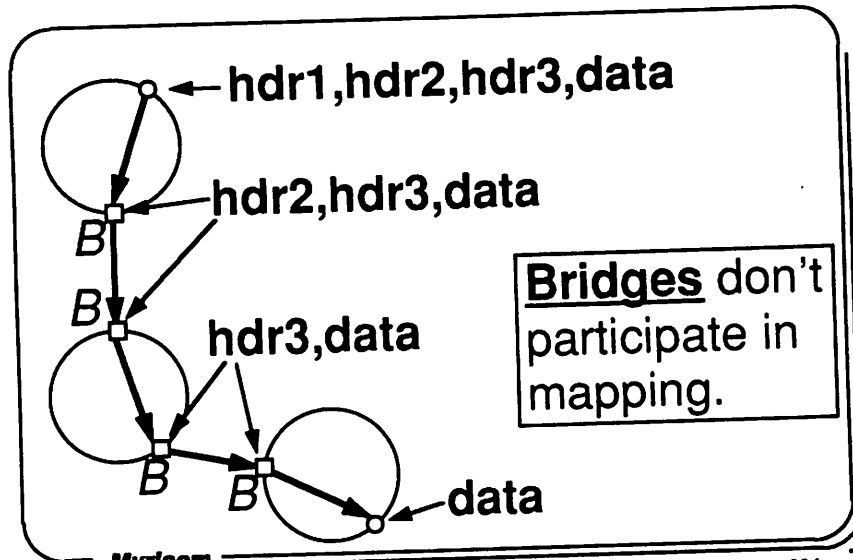 hdr1,hdr2,hdr3,data
hdr2,hdr3,data
B
B
hdr3,data
Bridges don't
participate in
mapping.
B
B
data